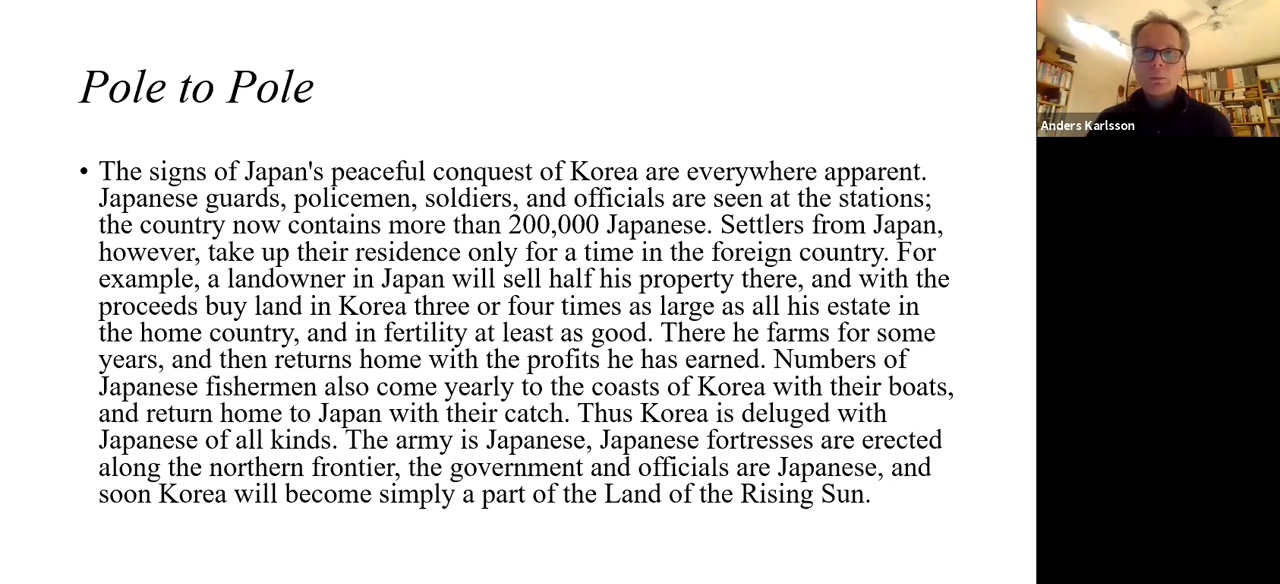 Pole to Pole
• The signs of Japan's peaceful conquest of Korea are everywhere apparent.
Japanese guards, policemen, soldiers, and officials are seen at the stations;
the country now contains more than 200,000 Japanese. Settlers from Japan,
however, take up their residence only for a time in the foreign country. For
example, a landowner in Japan will sell half his property there, and with the
proceeds buy land in Korea three or four times as large as all his estate in
the home country, and in fertility at least as good. There he farms for some
years, and then returns home with the profits he has earned. Numbers of
Japanese fishermen also come yearly to the coasts of Korea with their boats,
and return home to Japan with their catch. Thus Korea is deluged with
Japanese of all kinds. The army is Japanese, Japanese fortresses are erected
along the northern frontier, the government and officials are Japanese, and
soon Korea will become simply a part of the Land of the Rising Sun.
Anders Karlsson